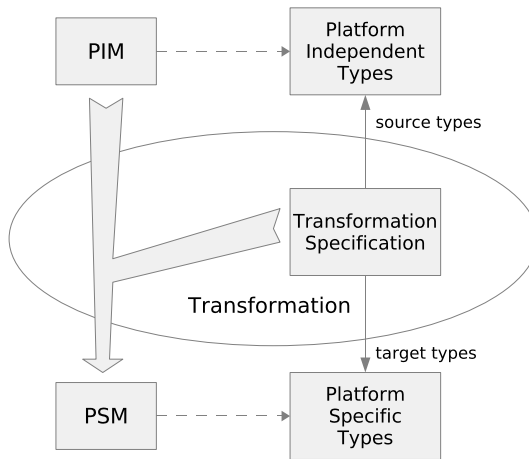 PIM
Platform
Independent
Types
source types
Transformation
Specification
Transformation
target types
PSM
Platform
Specific
Types